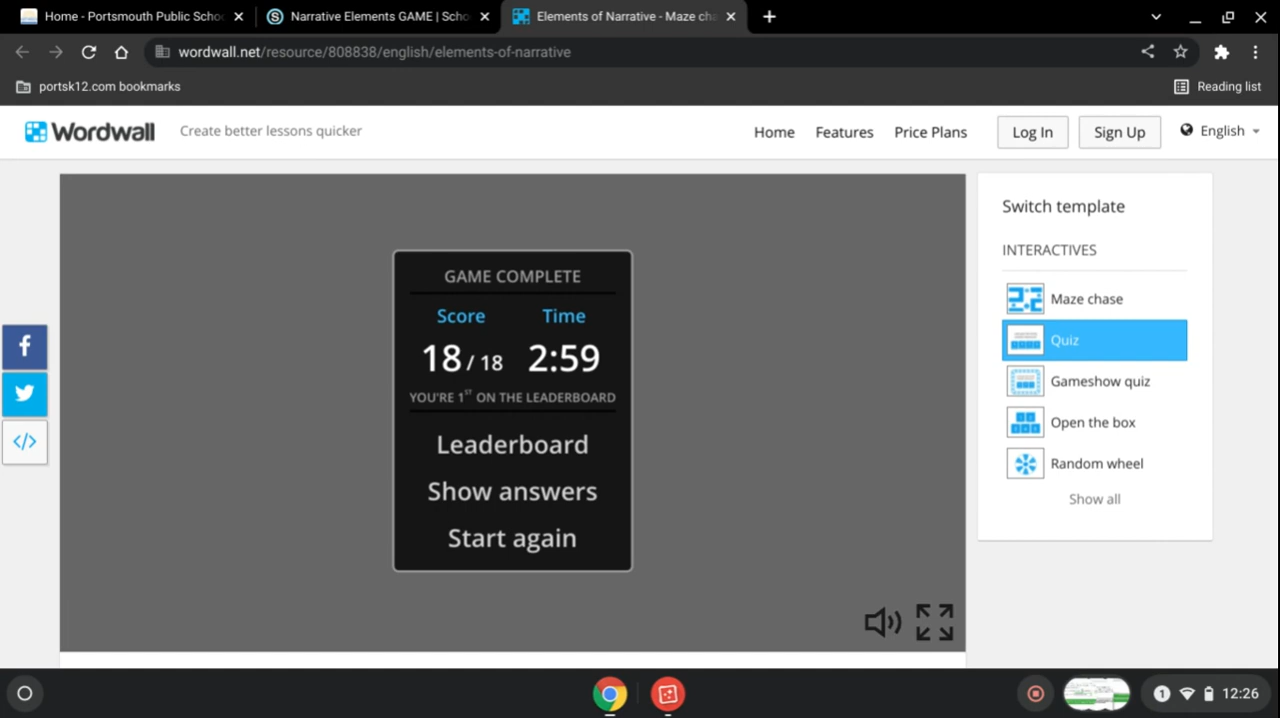 Home - Portsmouth Public Schoo
Narrative Elements GAME | Scho
Elements of Narrative - Maze cha
wordwall.net/resource/808838/english/elements-of-narrative
portsk12.com bookmarks
Reading list
Wordwall
Create better lessons quicker
Home
Features
Price Plans
Log In
Sign Up
English
Switch template
INTERACTIVES
Maze chase
Quiz
Gameshow quiz
Open the box
Random wheel
Show all
GAME COMPLETE
Score Time
18 / 18 2:59
YOU'RE 1ST ON THE LEADERBOARD
Leaderboard
Show answers
Start again
1
12:26